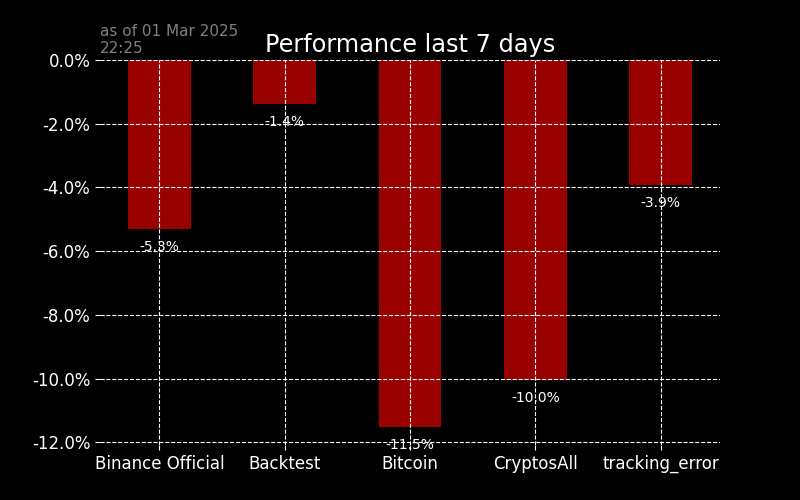 as of 01 Mar 2025
22:25
Performance last 7 days
0.0%
-2.0%
-4.0%
-6.0%
-8.0%
-10.0%
-12.0%
-5.3%
-1.4%
-11.5%
-10.0%
-3.9%
Binance Official
Backtest
Bitcoin
CryptosAll
tracking_error